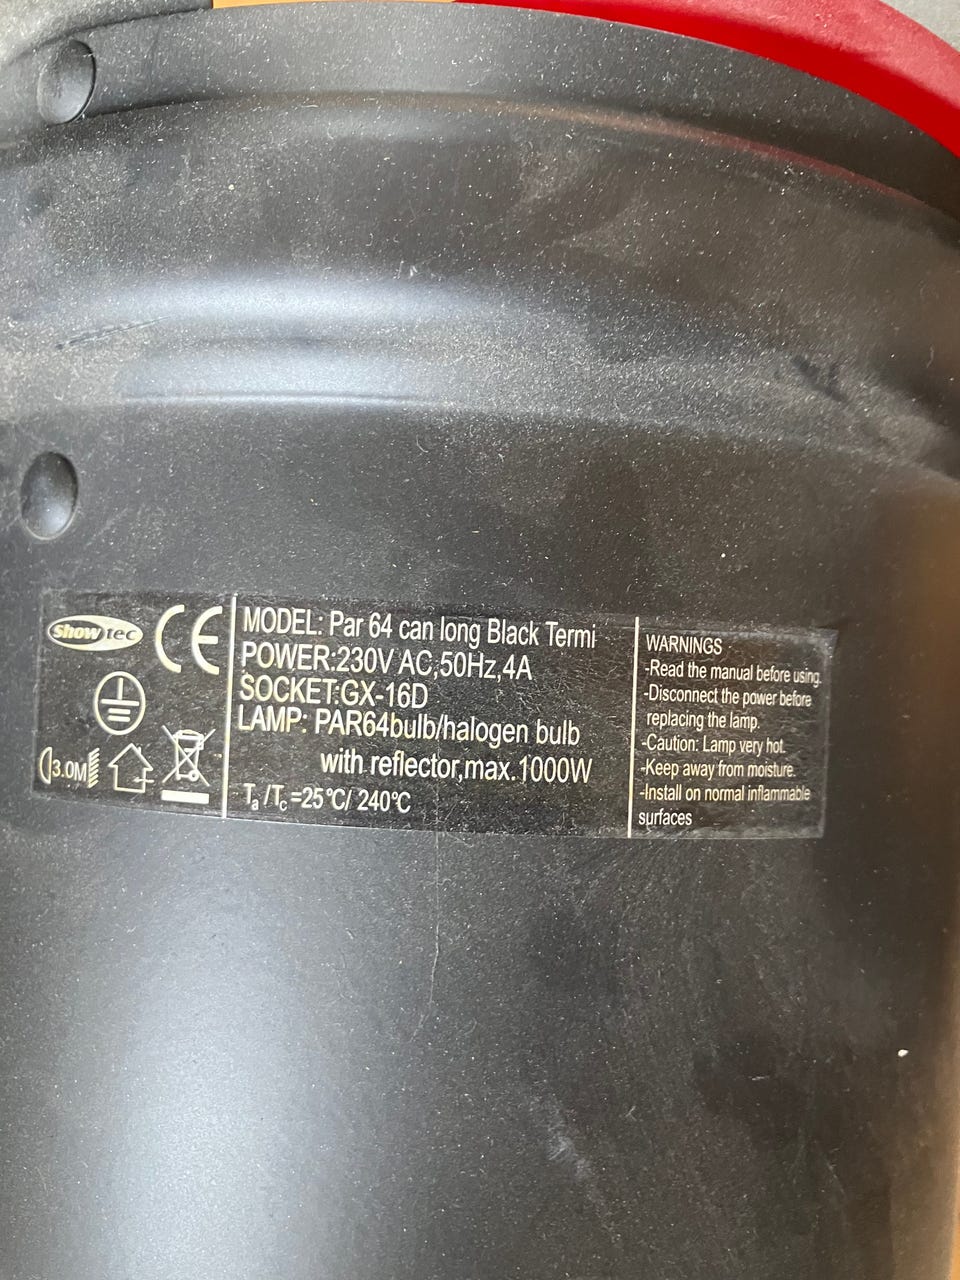 Showtec
CE
3.0M
MODEL: Par 64 can long Black Termi
POWER:230V AC,50Hz,4A
SOCKET:GX-16D
LAMP: PAR64bulb/halogen bulb
with reflector,max.1000W
Ta /Tc =25°C/ 240°C
WARNINGS
-Read the manual before using.
-Disconnect the power before
replacing the lamp.
-Caution: Lamp very hot.
-Keep away from moisture.
-Install on normal inflammable
surfaces